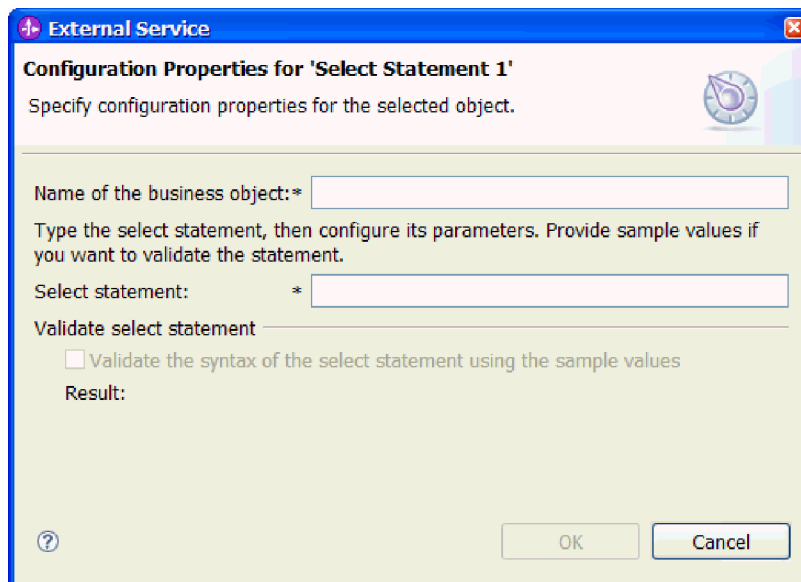 External Service
Configuration Properties for 'Select Statement 1'
Specify configuration properties for the selected object.
Name of the business object:*
Type the select statement, then configure its parameters. Provide sample values if
you want to validate the statement.
Select statement: *
Validate select statement
Validate the syntax of the select statement using the sample values
Result:
?
OK Cancel